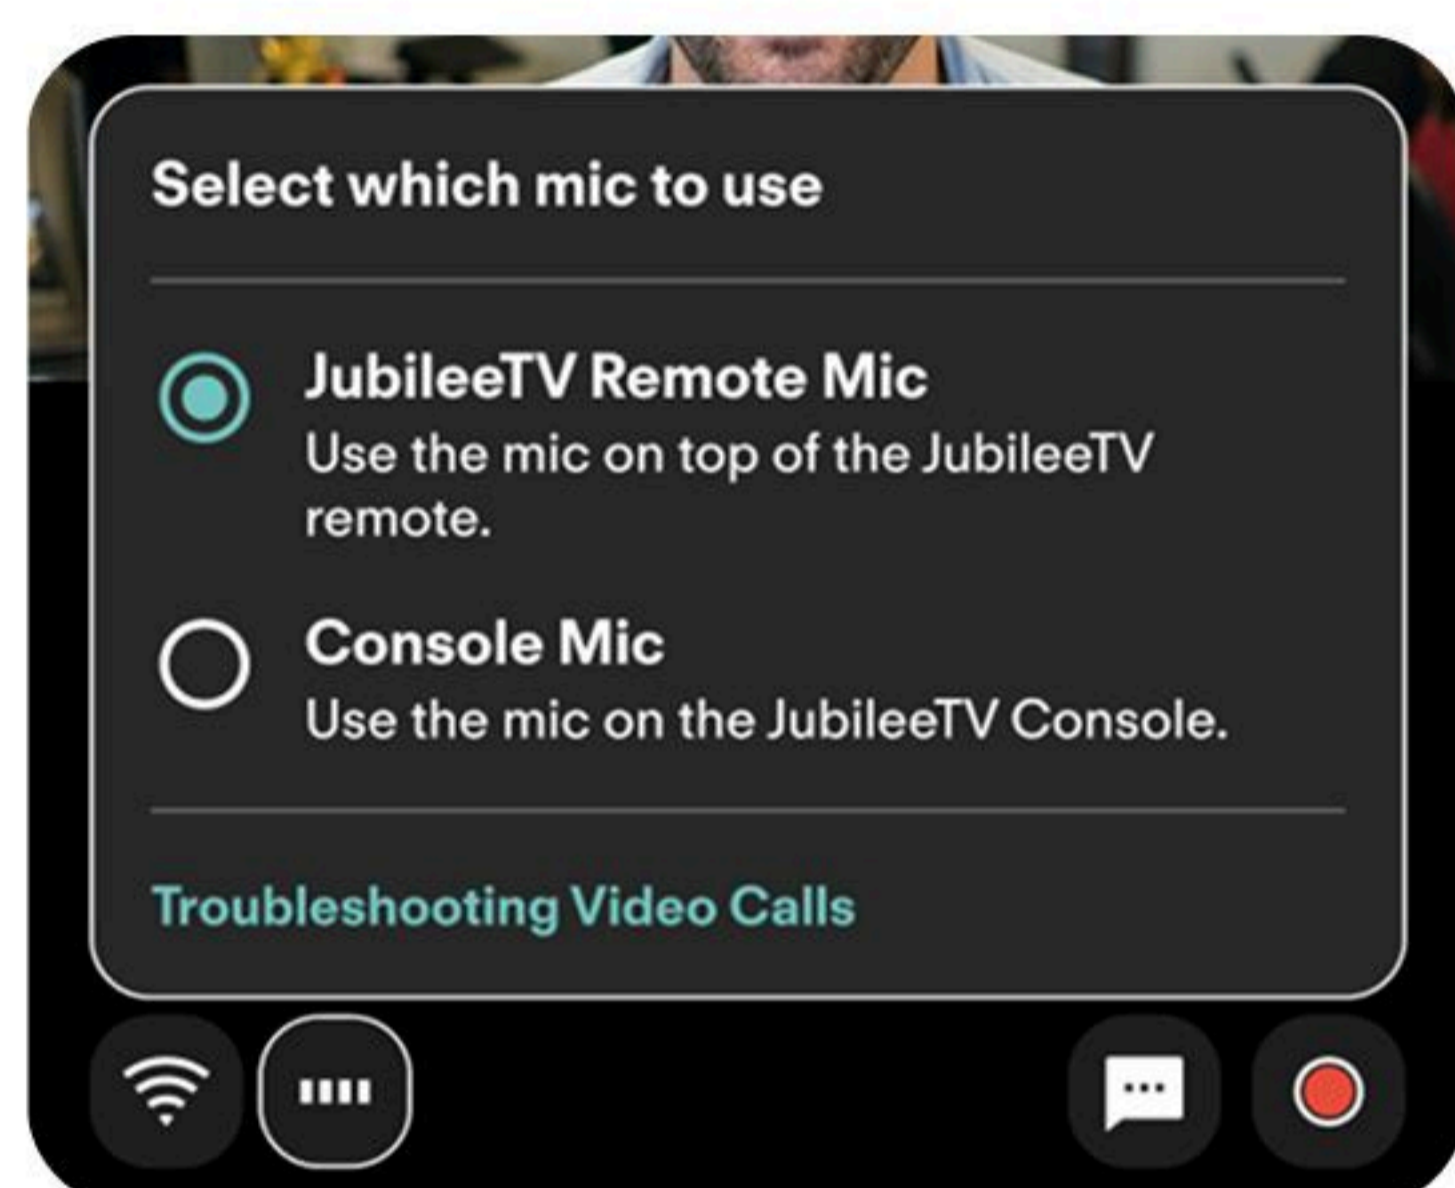 Select which mic to use
JubileeTV Remote Mic
Use the mic on top of the JubileeTV
remote.
Console Mic
Use the mic on the JubileeTV Console.
Troubleshooting Video Calls